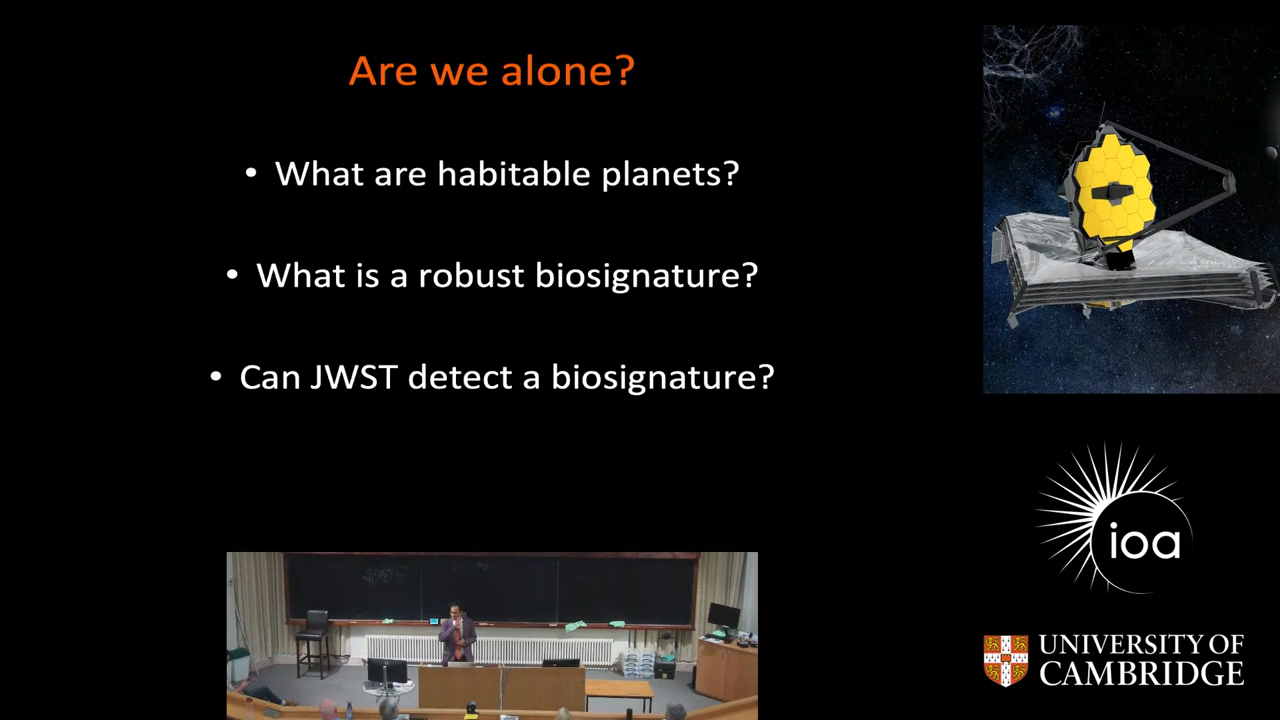 Are we alone?
• What are habitable planets?
• What is a robust biosignature?
• Can JWST detect a biosignature?
ioa
UNIVERSITY OF
CAMBRIDGE